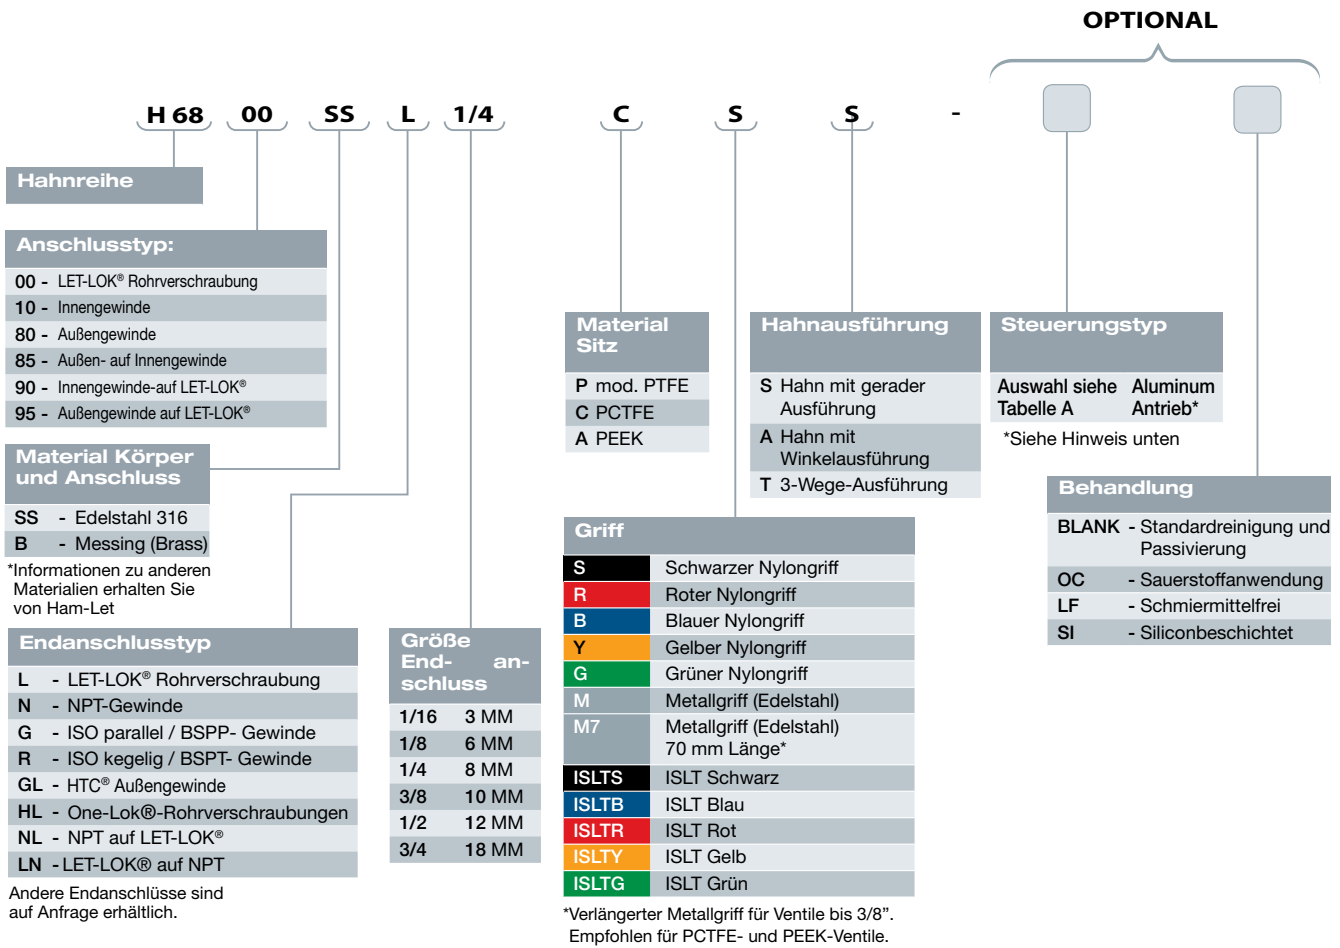 OPTIONAL
H 68 00 SS L 1/4 C S S -
Hahnreihe
Anschlusstyp:
00 - LET-LOK® Rohrverschraubung
10 - Innengewinde
80 - Außengewinde
85 - Außen- auf Innengewinde
90 - Innengewinde-auf LET-LOK®
95 - Außengewinde auf LET-LOK®
Material Körper
und Anschluss
SS - Edelstahl 316
B - Messing (Brass)
*Informationen zu anderen
Materialien erhalten Sie
von Ham-Let
Endanschlusstyp
L - LET-LOK® Rohrverschraubung
N - NPT-Gewinde
G - ISO parallel / BSPP- Gewinde
R - ISO kegelig / BSPT- Gewinde
GL - HTC® Außengewinde
HL - One-Lok®-Rohrverschraubungen
NL - NPT auf LET-LOK®
LN - LET-LOK® auf NPT
Andere Endanschlüsse sind
auf Anfrage erhältlich.
Größe
End- an-
schluss
1/16 3 MM
1/8 6 MM
1/4 8 MM
3/8 10 MM
1/2 12 MM
3/4 18 MM
Material
Sitz
P mod. PTFE
C PCTFE
A PEEK
Hahnausführung
S Hahn mit gerader
Ausführung
A Hahn mit
Winkelausführung
T 3-Wege-Ausführung
Steuerungstyp
Auswahl siehe Aluminum
Tabelle A Antrieb*
*Siehe Hinweis unten
Behandlung
BLANK - Standardreinigung und
Passivierung
OC - Sauerstoffanwendung
LF - Schmiermittelfrei
SI - Siliconbeschichtet
Griff
S Schwarzer Nylongriff
R Roter Nylongriff
B Blauer Nylongriff
Y Gelber Nylongriff
G Grüner Nylongriff
M Metallgriff (Edelstahl)
M7 Metallgriff (Edelstahl)
70 mm Länge*
ISLTS ISLT Schwarz
ISLTB ISLT Blau
ISLTR ISLT Rot
ISLTY ISLT Gelb
ISLTG ISLT Grün
*Verlängerter Metallgriff für Ventile bis 3/8”.
Empfohlen für PCTFE- und PEEK-Ventile.